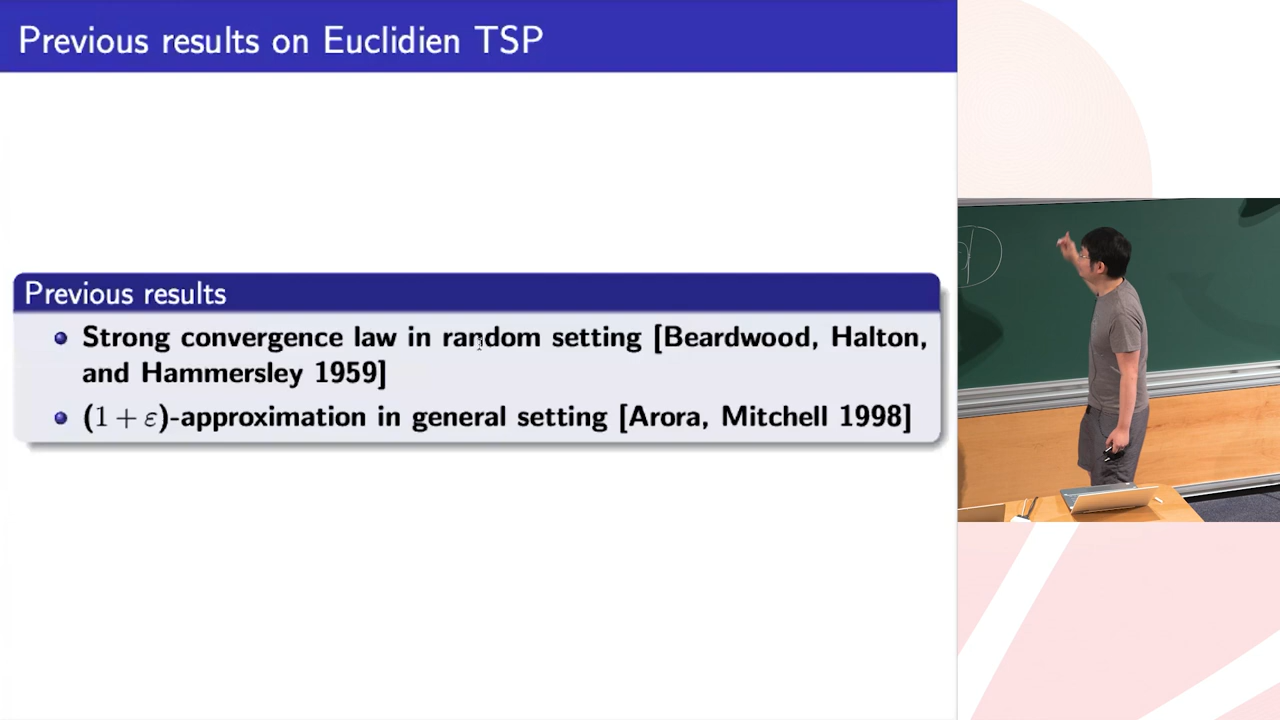 Previous results on Euclidien TSP
Previous results
Strong convergence law in random setting [Beardwood, Halton,
and Hammersley 1959]
(1 + ε)-approximation in general setting [Arora, Mitchell 1998]